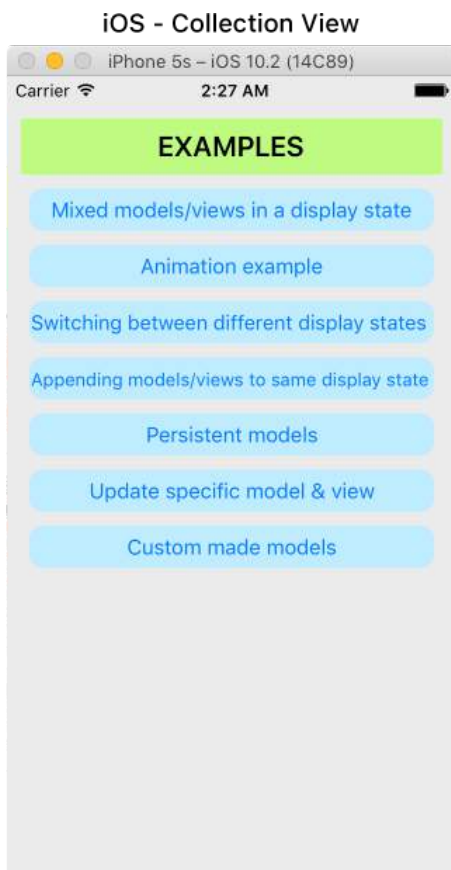 iOS - Collection View
iPhone 5s – iOS 10.2 (14C89)
Carrier 2:27 AM
EXAMPLES
Mixed models/views in a display state
Animation example
Switching between different display states
Appending models/views to same display state
Persistent models
Update specific model & view
Custom made models